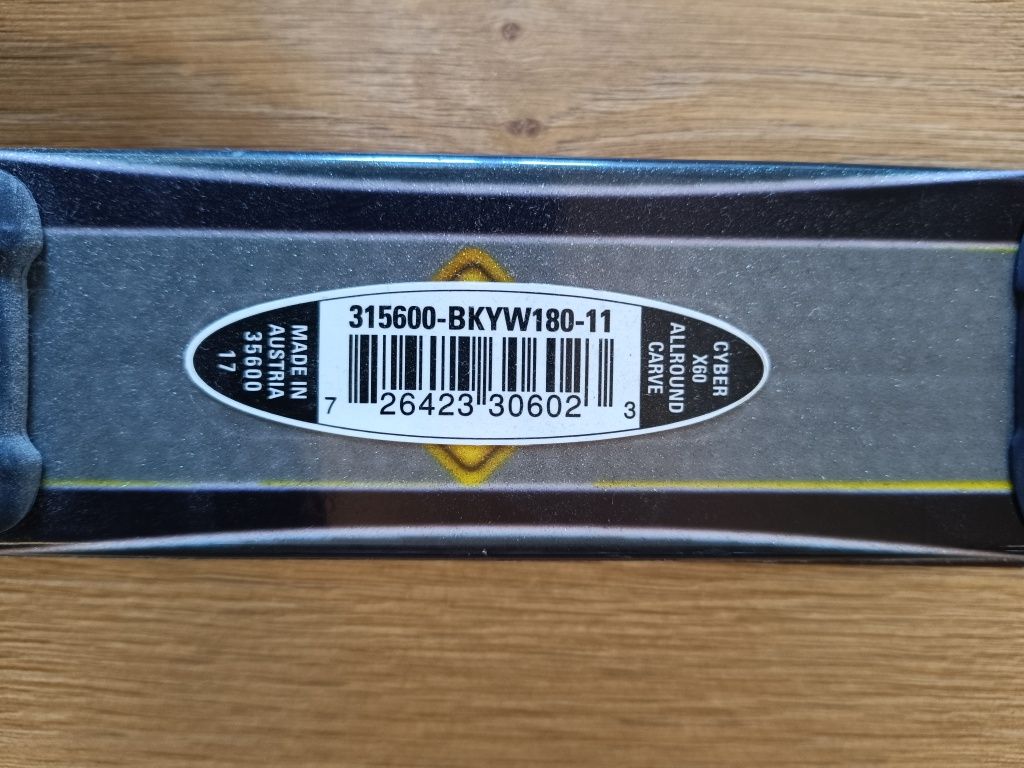 315600-BKYW180-11
7 26423 30602 3
MADE IN
AUSTRIA
35600
17
CYBER
X60
ALLROUND
CARVE